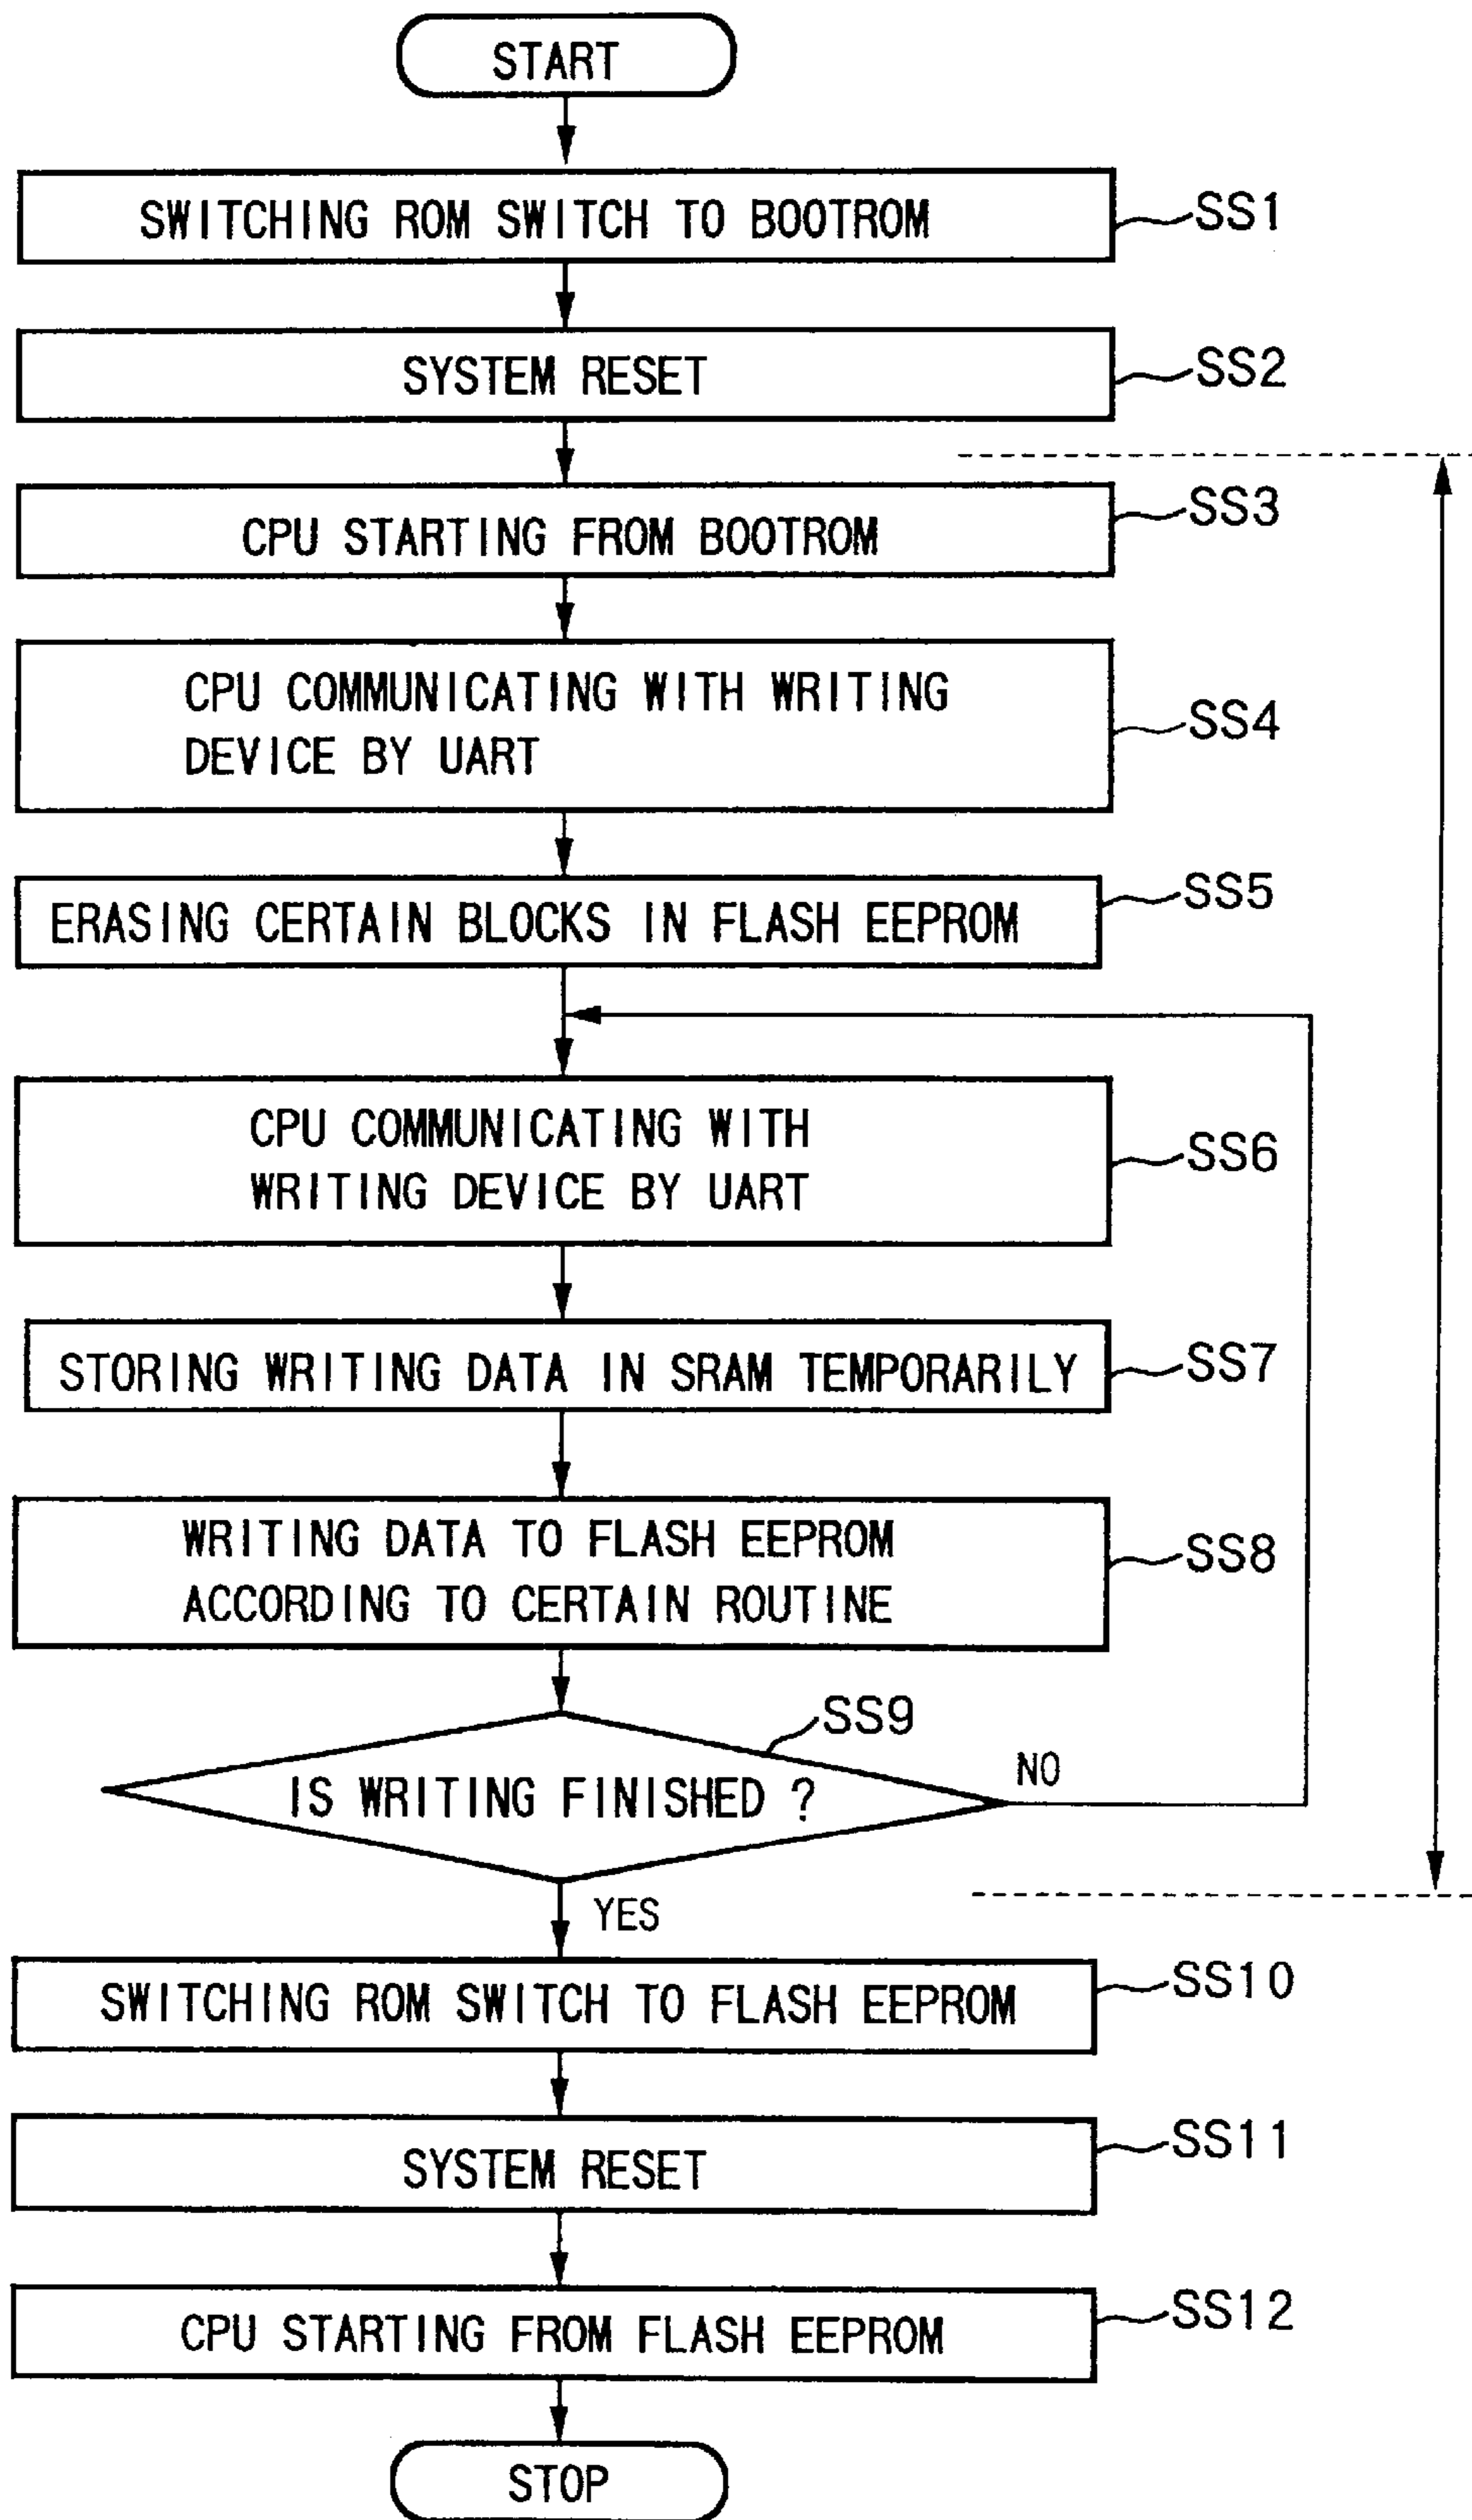 START
SWITCHING ROM SWITCH TO BOOTROM
SS1
SYSTEM RESET
SS2
CPU STARTING FROM BOOTROM
SS3
CPU COMMUNICATING WITH WRITING
DEVICE BY UART
SS4
ERASING CERTAIN BLOCKS IN FLASH EEPROM
SS5
CPU COMMUNICATING WITH
WRITING DEVICE BY UART
SS6
STORING WRITING DATA IN SRAM TEMPORARILY
SS7
WRITING DATA TO FLASH EEPROM
ACCORDING TO CERTAIN ROUTINE
SS8
SS9
IS WRITING FINISHED ?
NO
YES
SWITCHING ROM SWITCH TO FLASH EEPROM
SS10
SYSTEM RESET
SS11
CPU STARTING FROM FLASH EEPROM
SS12
STOP